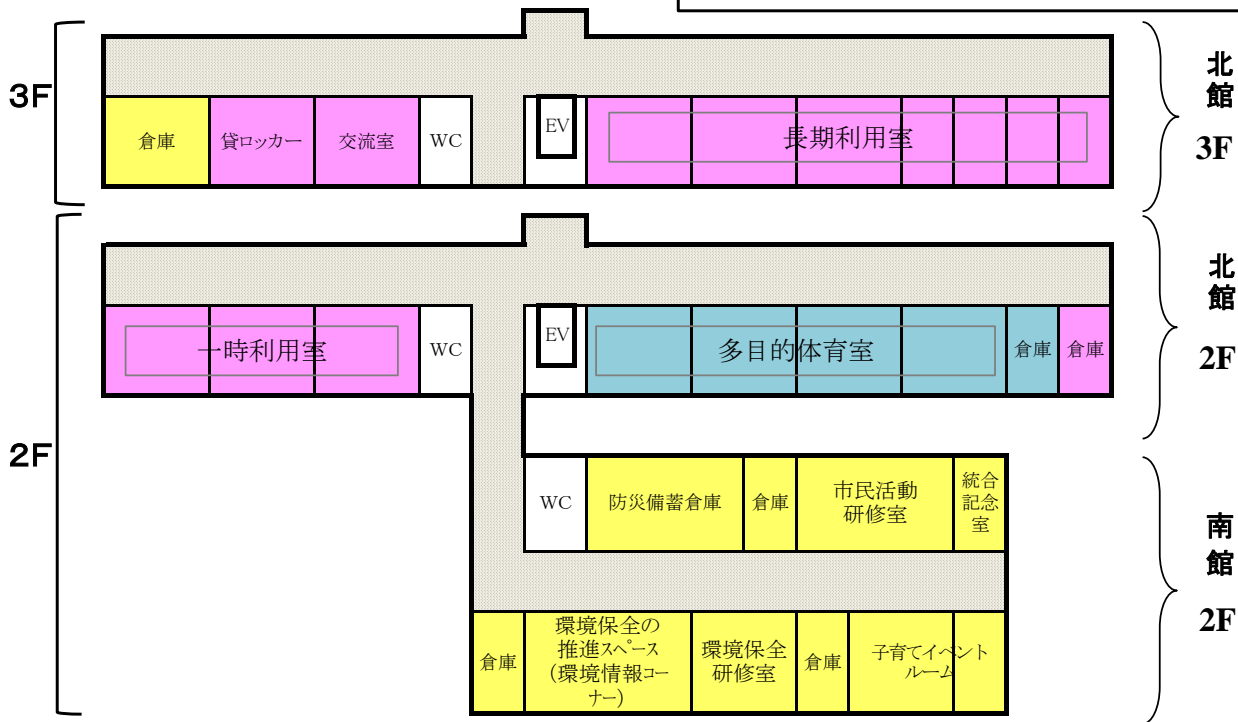 3F
倉庫
貸ロッカー
交流室
WC
EV
長期利用室
北
館
3F
2F
一時利用室
WC
EV
多目的体育室
倉庫
倉庫
北
館
2F
WC
防災備蓄倉庫
倉庫
市民活動
研修室
統合
記念
室
南
館
2F
倉庫
環境保全の
推進スペース
(環境情報コー
ナー)
環境保全
研修室
倉庫
子育てイベント
ルーム